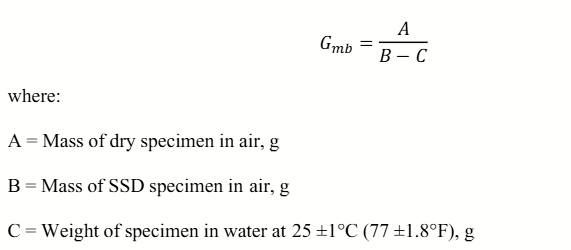 G_mb = A / (B − C)
where:
A = Mass of dry specimen in air, g
B = Mass of SSD specimen in air, g
C = Weight of specimen in water at 25 ±1°C (77 ±1.8°F), g